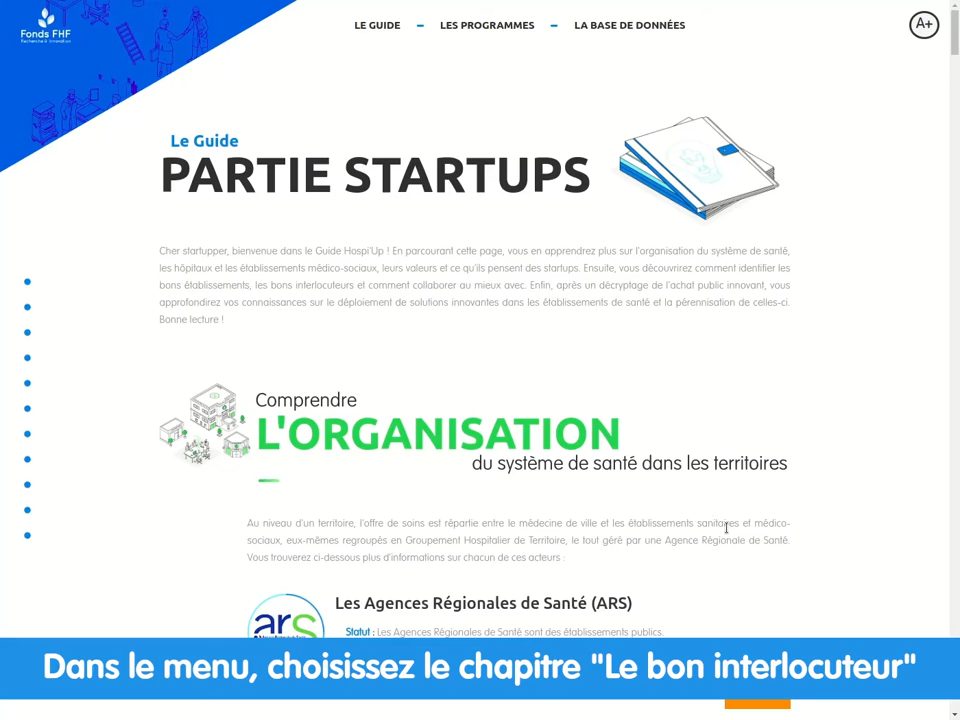 Fonds FHF
Recherche & Innovation
LE GUIDE
LES PROGRAMMES
LA BASE DE DONNÉES
A+
Le Guide
PARTIE STARTUPS
Cher startupper, bienvenue dans le Guide Hospi'Up ! En parcourant cette page, vous en apprendrez plus sur l'organisation du système de santé,
les hôpitaux et les établissements médico-sociaux, leurs valeurs et ce qu'ils pensent des startups. Ensuite, vous découvrirez comment identifier les
bons établissements, les bons interlocuteurs et comment collaborer au mieux avec. Enfin, après un décryptage de l'achat public innovant, vous
approfondirez vos connaissances sur le déploiement de solutions innovantes dans les établissements de santé et la pérennisation de celles-ci.
Bonne lecture !
Comprendre
L'ORGANISATION
du système de santé dans les territoires
Au niveau d'un territoire, l'offre de soins est répartie entre le médecine de ville et les établissements sanitaires et médico-
sociaux, eux-mêmes regroupés en Groupement Hospitalier de Territoire, le tout géré par une Agence Régionale de Santé.
Vous trouverez ci-dessous plus d'informations sur chacun de ces acteurs :
ars
Les Agences Régionales de Santé (ARS)
Statut : Les Agences Régionales de Santé sont des établissements publics.
Dans le menu, choisissez le chapitre "Le bon interlocuteur"